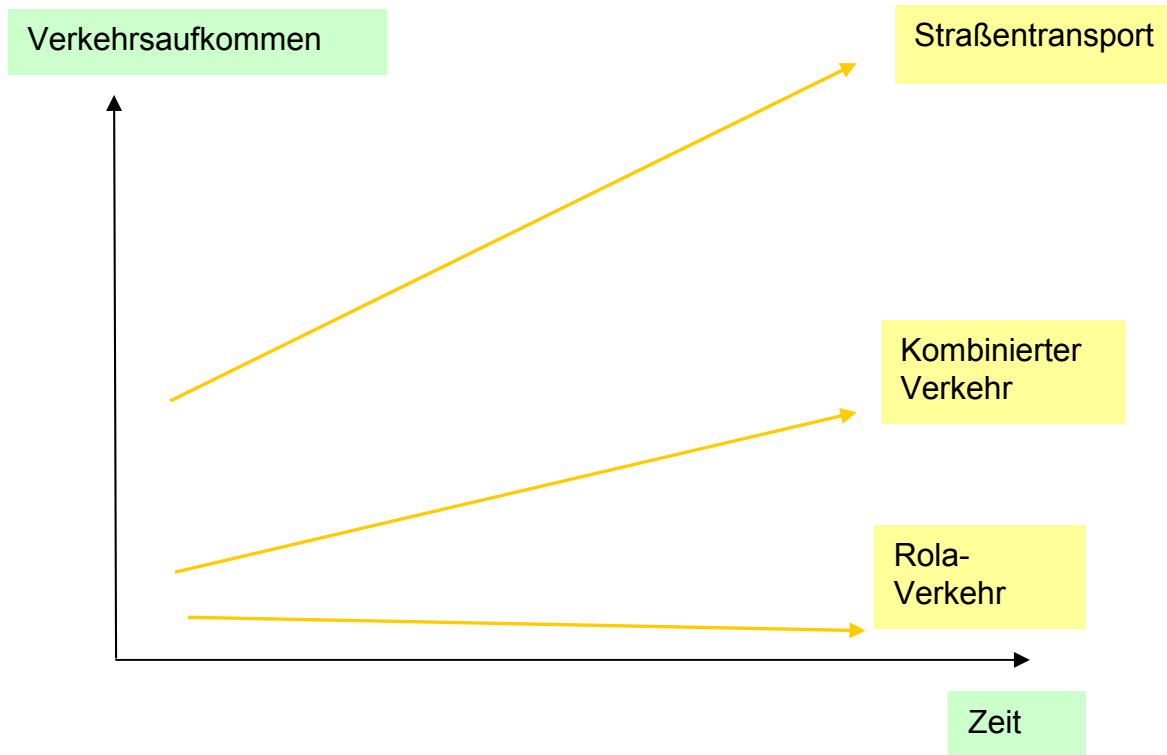 Verkehrsaufkommen
Straßentransport
Kombinierter
Verkehr
Rola-
Verkehr
Zeit